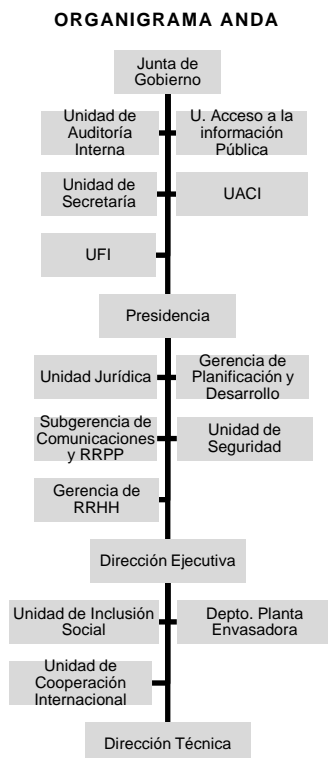 ORGANIGRAMA ANDA
Junta de
Gobierno
Unidad de
Auditoría
Interna
U. Acceso a la
información
Pública
Unidad de
Secretaría
UACI
UFI
Presidencia
Unidad Jurídica
Gerencia de
Planificación y
Desarrollo
Subgerencia de
Comunicaciones
y RRPP
Unidad de
Seguridad
Gerencia de
RRHH
Dirección Ejecutiva
Unidad de Inclusión
Social
Depto. Planta
Envasadora
Unidad de
Cooperación
Internacional
Dirección Técnica